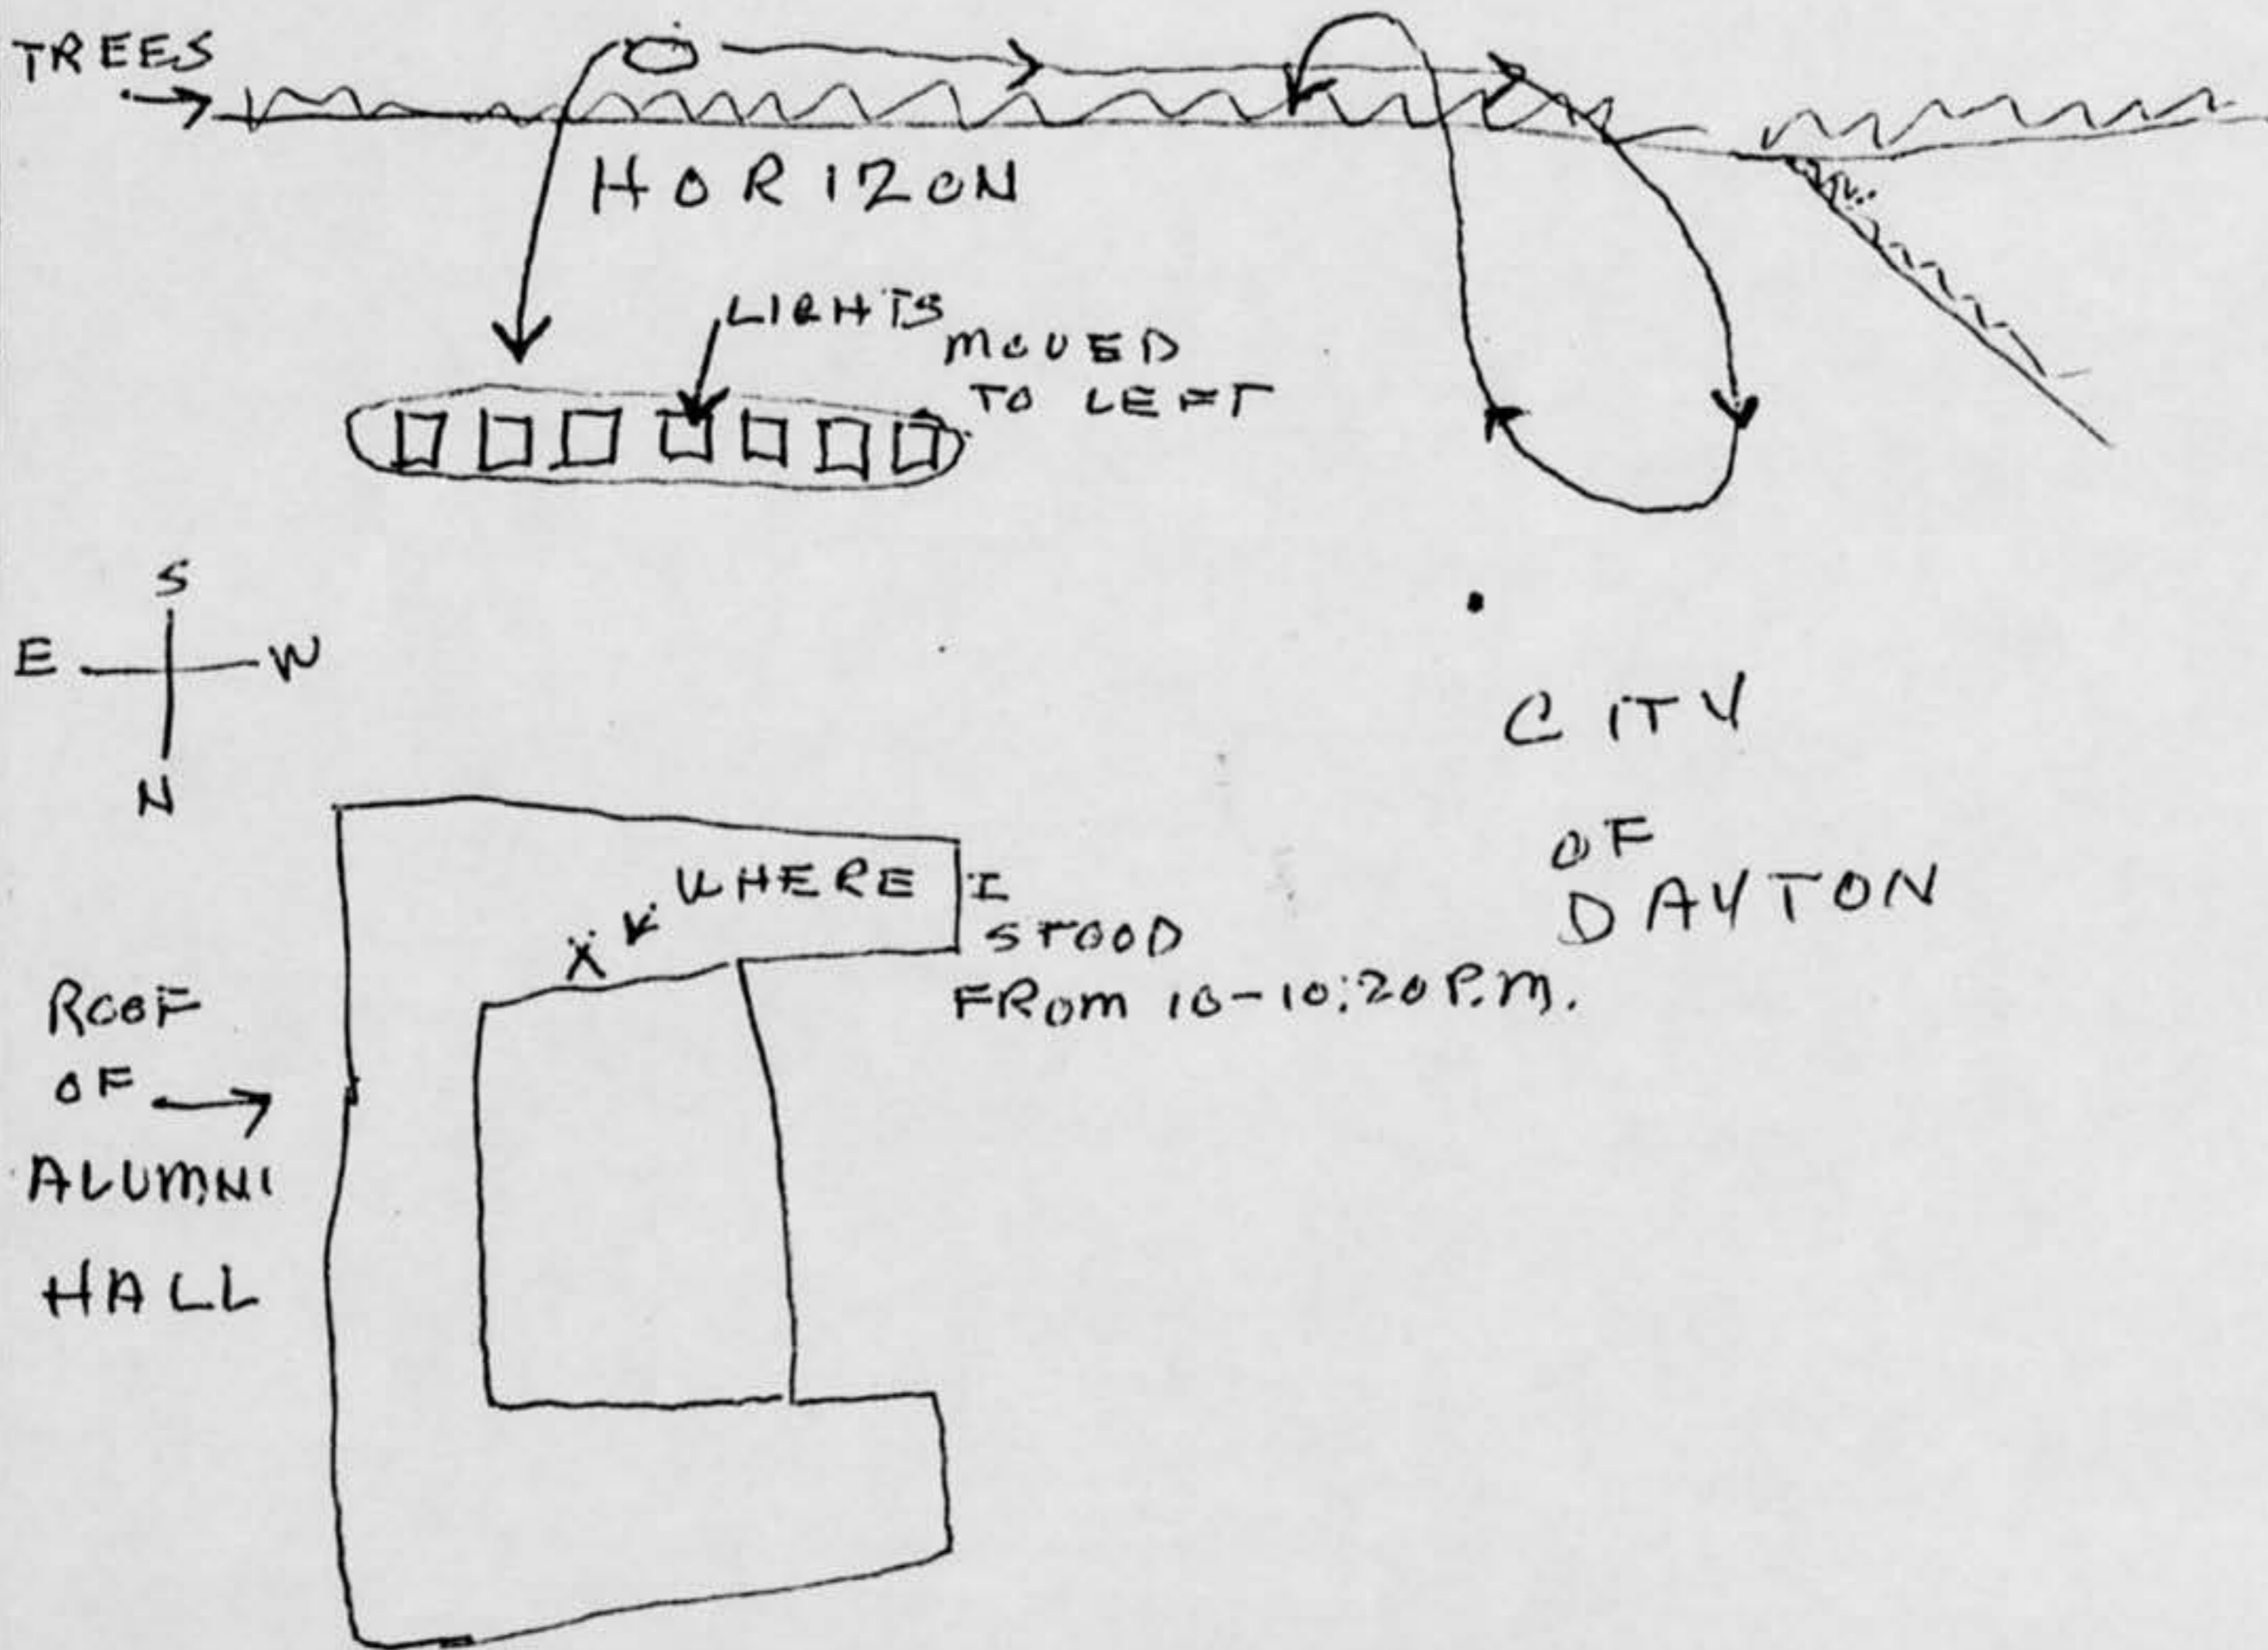 TREES
HORIZON
LIGHTS
MOVED
TO LEFT
S
E W
N
CITY
OF
DAYTON
WHERE I
X
STOOD
FROM 10-10:20 P.M.
ROOF
OF
ALUMNI
HALL